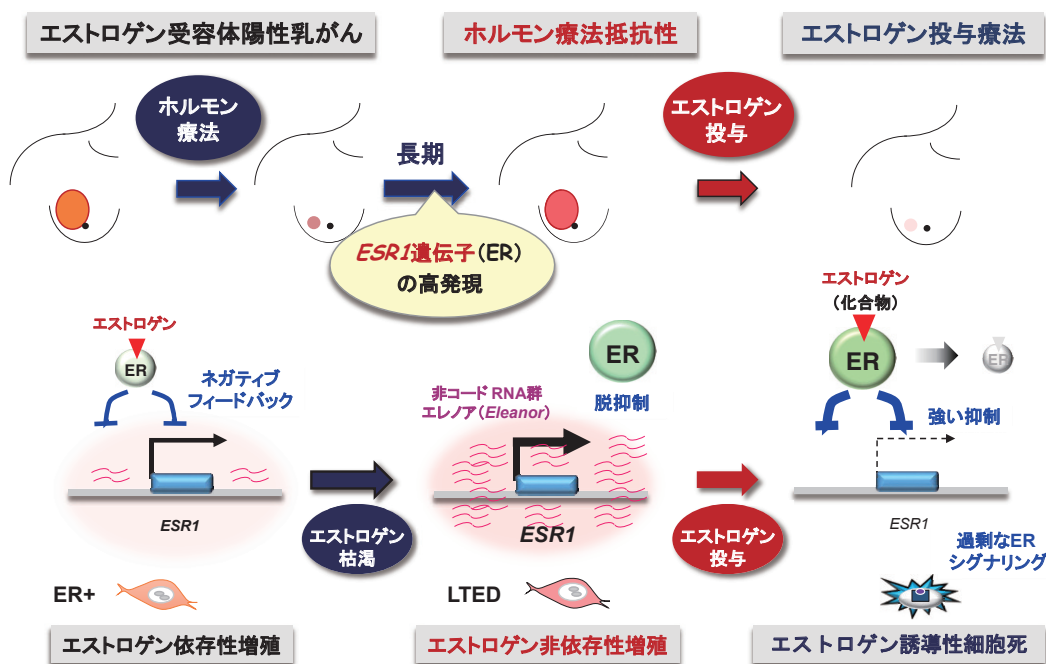 エストロゲン受容体陽性乳がん
ホルモン療法抵抗性
エストロゲン投与療法
ホルモン
療法
長期
エストロゲン
投与
ESR1遺伝子(ER)
の高発現
エストロゲン
ER
ネガティブ
フィードバック
ESR1
非コード RNA群
エレノア(Eleanor)
ER
脱抑制
ESR1
エストロゲン
(化合物)
ER
ER
強い抑制
ESR1
エストロゲン
枯渇
エストロゲン
投与
過剰なER
シグナリング
ER+
LTED
エストロゲン依存性増殖
エストロゲン非依存性増殖
エストロゲン誘導性細胞死